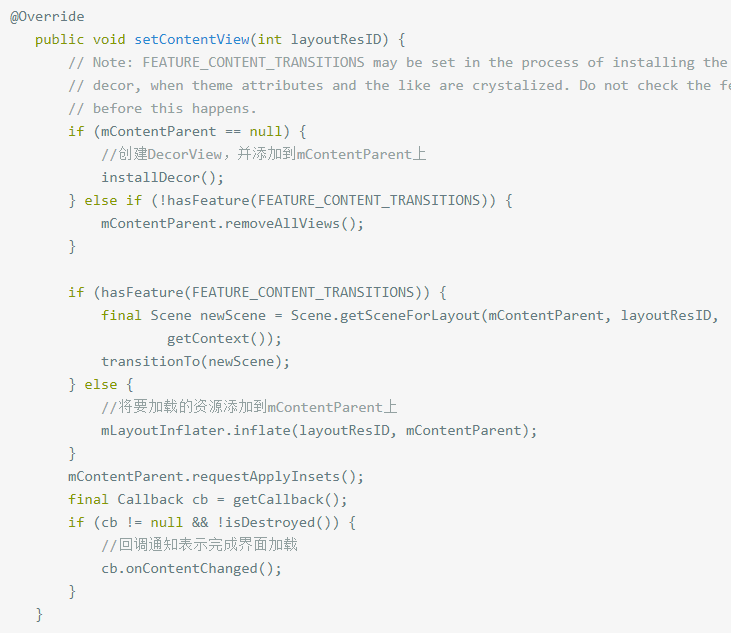 @Override
public void setContentView(int layoutResID) {
// Note: FEATURE_CONTENT_TRANSITIONS may be set in the process of installing the
// decor, when theme attributes and the like are crystalized. Do not check the fe
// before this happens.
if (mContentParent == null) {
//创建DecorView，并添加到mContentParent上
installDecor();
} else if (!hasFeature(FEATURE_CONTENT_TRANSITIONS)) {
mContentParent.removeAllViews();
}
if (hasFeature(FEATURE_CONTENT_TRANSITIONS)) {
final Scene newScene = Scene.getSceneForLayout(mContentParent, layoutResID,
getContext());
transitionTo(newScene);
} else {
//将要加载的资源添加到mContentParent上
mLayoutInflater.inflate(layoutResID, mContentParent);
}
mContentParent.requestApplyInsets();
final Callback cb = getCallback();
if (cb != null && !isDestroyed()) {
//回调通知表示完成界面加载
cb.onContentChanged();
}
}